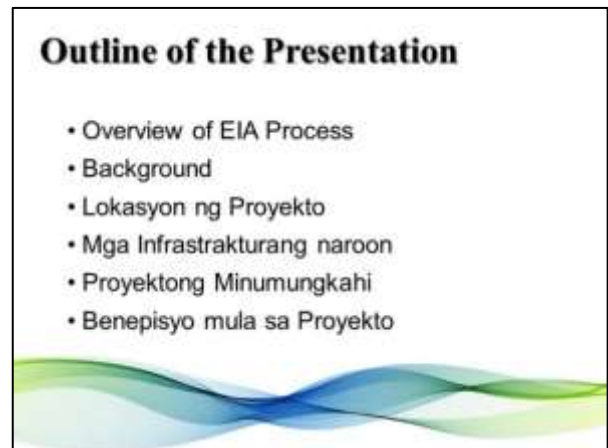 Outline of the Presentation
• Overview of EIA Process
• Background
• Lokasyon ng Proyekto
• Mga Infrastrakturang naroon
• Proyektong Minumungkahi
• Benepisyo mula sa Proyekto